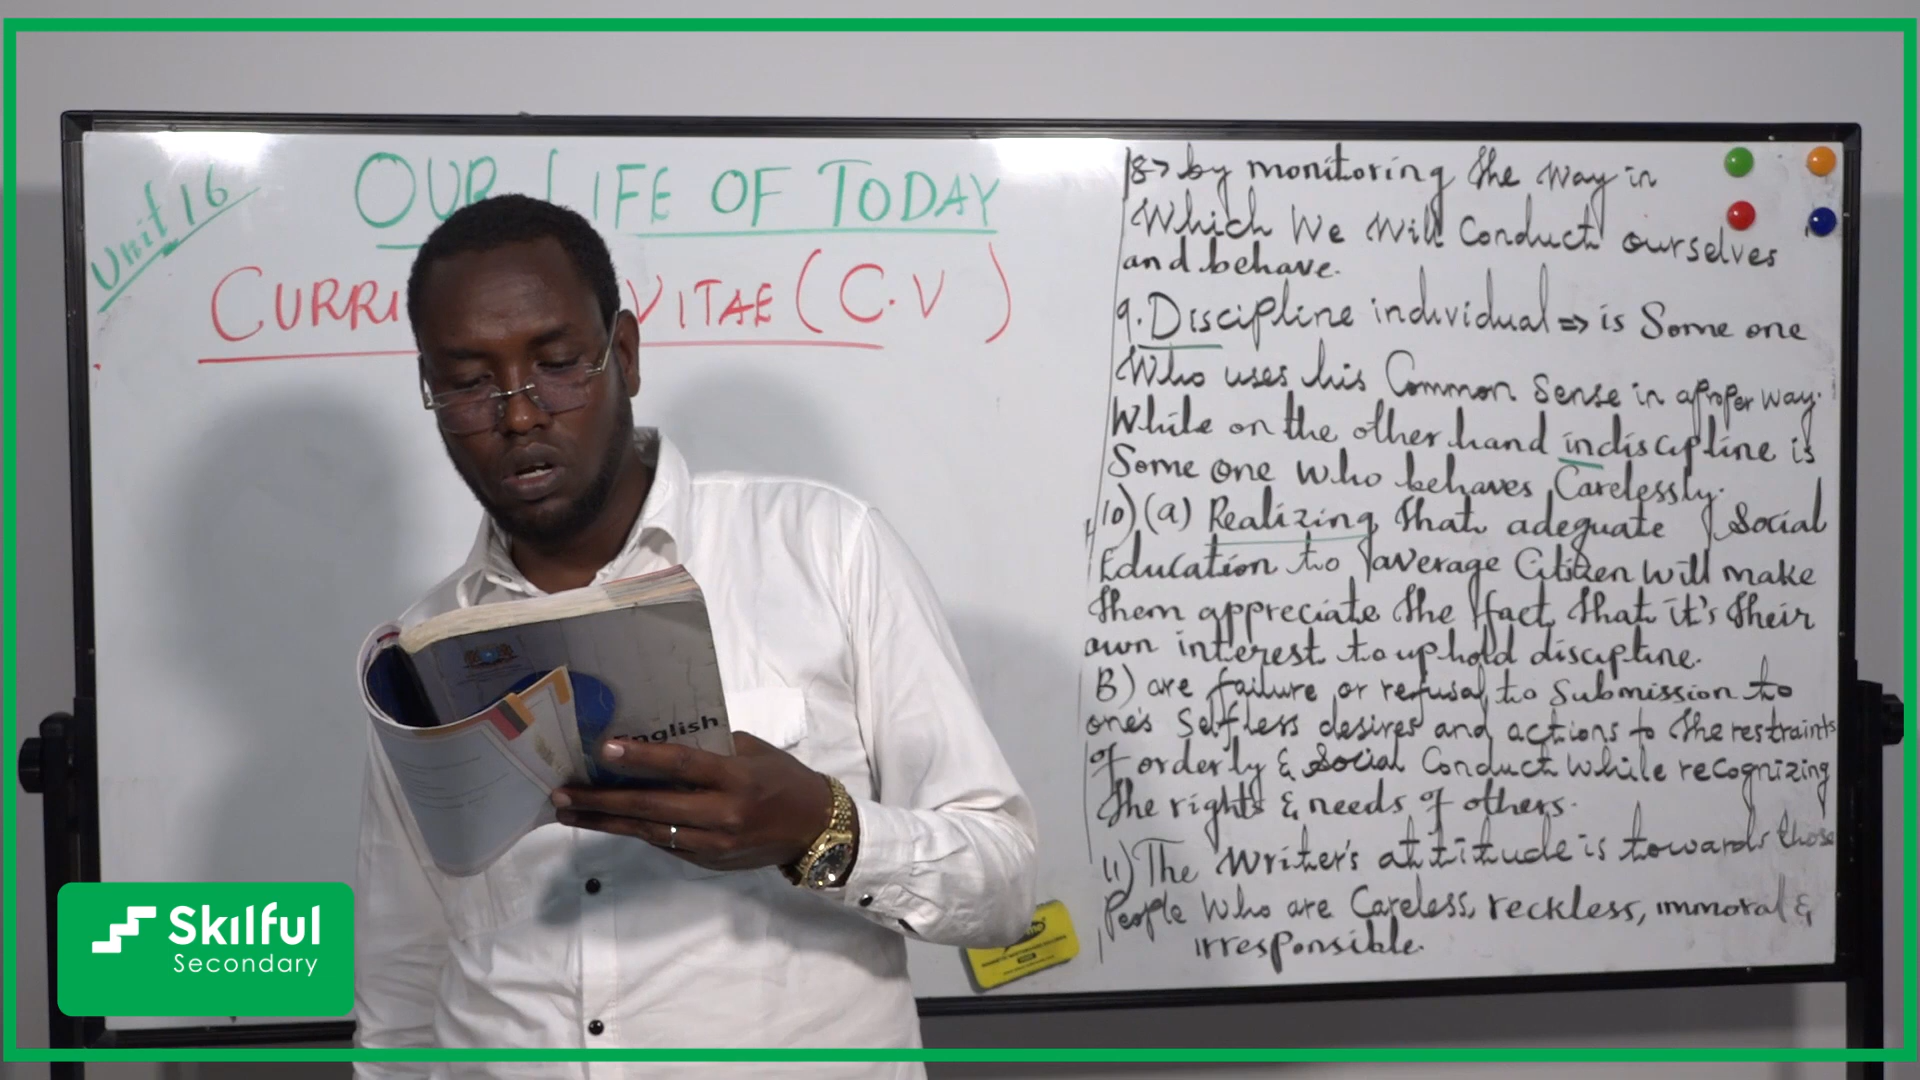 Unit 16
OUR LIFE OF TODAY
CURRI VITAE (C.V)
8> by monitoring the way in
Which We Will Conduct ourselves
and behave.
9. Discipline individual => is Some one
Who uses his Common Sense in a proper way.
While on the other hand indiscipline is
Some one who behaves Carelessly.
10) (a) Realizing that adequate Social
Education to average Citizen will make
them appreciate the fact that it's their
own interest to uphold discipline.
B) are failure or refusal to Submission to
one's Selfless desires and actions to the restraints
of orderly & Social Conduct while recognizing
the rights & needs of others.
11) The Writer's attitude is towards those
People Who are Careless, reckless, immoral &
irresponsible.
English
Skilful
Secondary